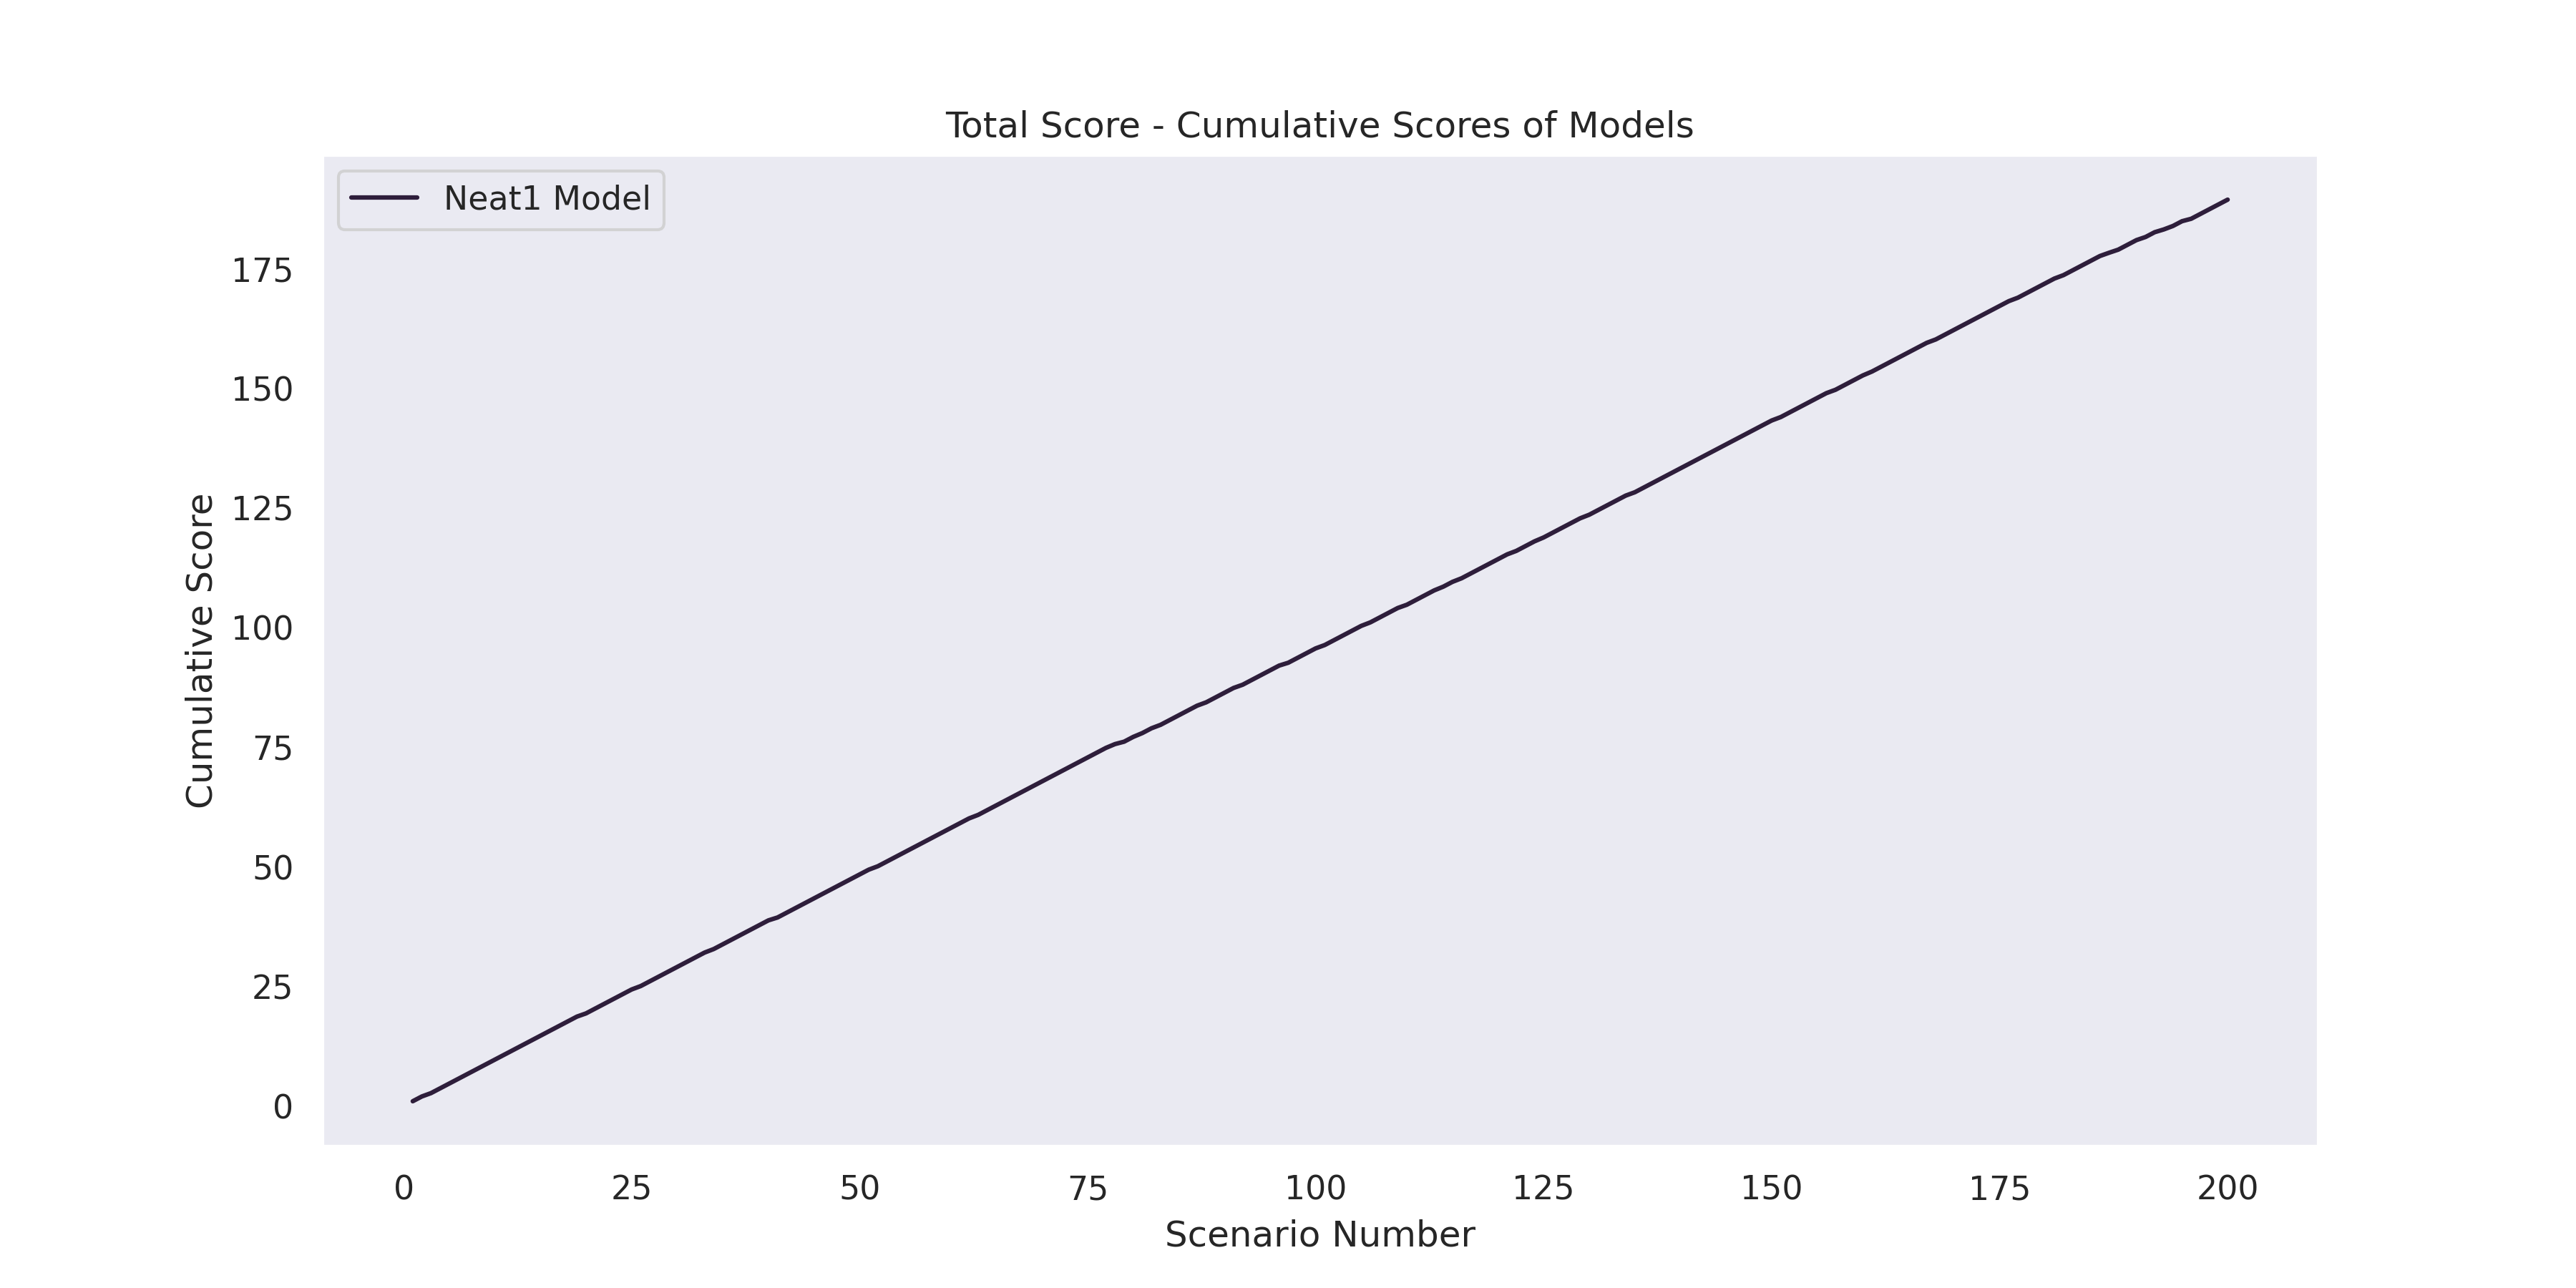 Total Score - Cumulative Scores of Models
Neat1 Model
175
150
125
100
75
50
25
0
Cumulative Score
0 25 50 75 100 125 150 175 200
Scenario Number